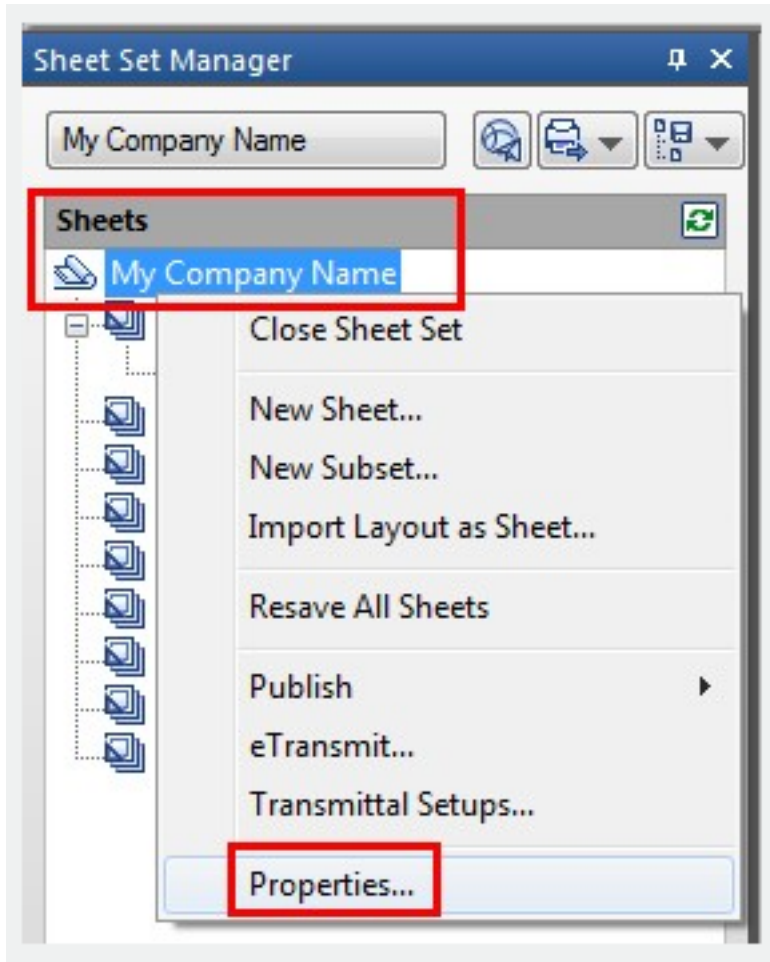 Sheet Set Manager
My Company Name
Sheets
My Company Name
Close Sheet Set
New Sheet...
New Subset...
Import Layout as Sheet...
Resave All Sheets
Publish
eTransmit...
Transmittal Setups...
Properties...